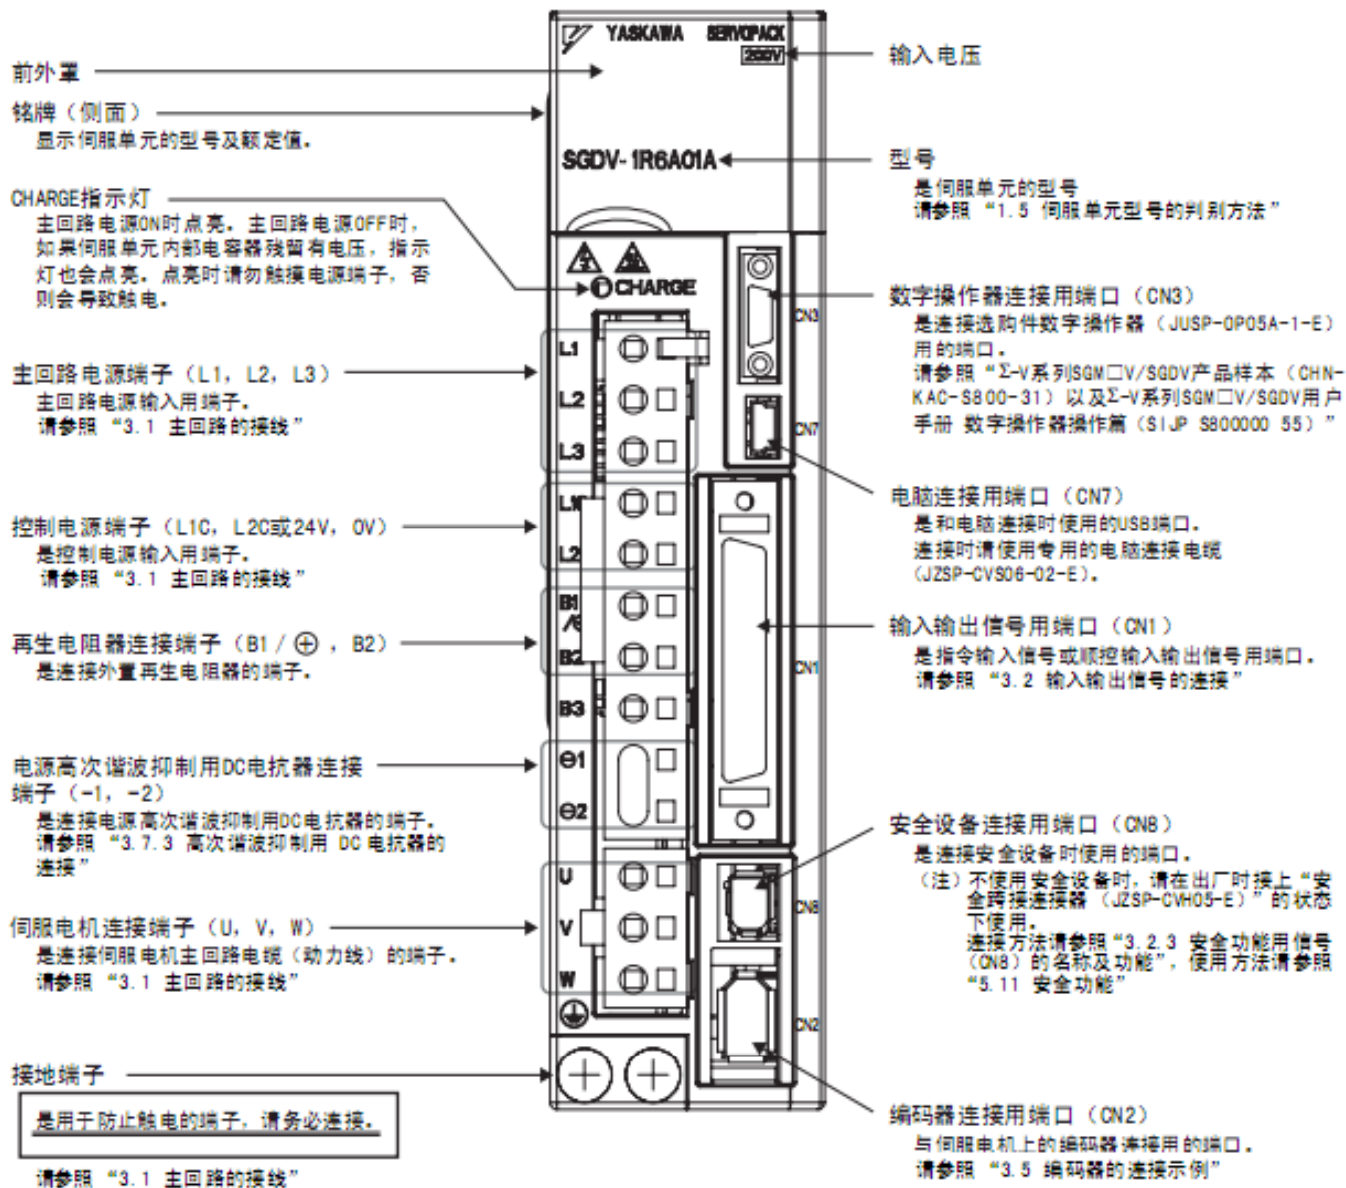 前外罩
铭牌（侧面）
显示伺服单元的型号及额定值。
CHARGE指示灯
主回路电源ON时点亮。主回路电源OFF时，
如果伺服单元内部电容器残留有电压，指示
灯也会点亮。点亮时请勿触摸电源端子，否
则会导致触电。
主回路电源端子（L1，L2，L3）
主回路电源输入用端子。
请参照 “3.1 主回路的接线”
控制电源端子（L1C，L2C或24V，0V）
是控制电源输入用端子。
请参照 “3.1 主回路的接线”
再生电阻器连接端子（B1／⊕，B2）
是连接外置再生电阻器的端子。
电源高次谐波抑制用DC电抗器连接
端子（-1，-2）
是连接电源高次谐波抑制用DC电抗器的端子。
请参照 “3.7.3 高次谐波抑制用 DC 电抗器的
连接”
伺服电机连接端子（U，V，W）
是连接伺服电机主回路电缆（动力线）的端子。
请参照 “3.1 主回路的接线”
接地端子
是用于防止触电的端子，请务必连接。
请参照 “3.1 主回路的接线”
YASKAWA SERVOPACK
200V
SGDV-1R6A01A
CHARGE
L1
L2
L3
L1
L2
B1
/
B2
B3
⊖1
⊖2
U
V
W
CN3
CN7
CN1
CN8
CN2
输入电压
型号
是伺服单元的型号
请参照 “1.5 伺服单元型号的判别方法”
数字操作器连接用端口（CN3）
是连接选购件数字操作器（JUSP-OP05A-1-E）
用的端口。
请参照 “Σ-V系列SGM□V/SGDV产品样本（CHN-
KAC-S800-31）以及Σ-V系列SGM□V/SGDV用户
手册 数字操作器操作篇（SIJP S800000 55）”
电脑连接用端口（CN7）
是和电脑连接时使用的USB端口。
连接时请使用专用的电脑连接电缆
（JZSP-CVS06-02-E）。
输入输出信号用端口（CN1）
是指令输入信号或顺控输入输出信号用端口。
请参照 “3.2 输入输出信号的连接”
安全设备连接用端口（CN8）
是连接安全设备时使用的端口。
（注）不使用安全设备时，请在出厂时接上“安
全跨接连接器（JZSP-CVH05-E）”的状态
下使用。
连接方法请参照“3.2.3 安全功能用信号
（CN8）的名称及功能”，使用方法请参照
“5.11 安全功能”
编码器连接用端口（CN2）
与伺服电机上的编码器连接用的端口。
请参照 “3.5 编码器的连接示例”